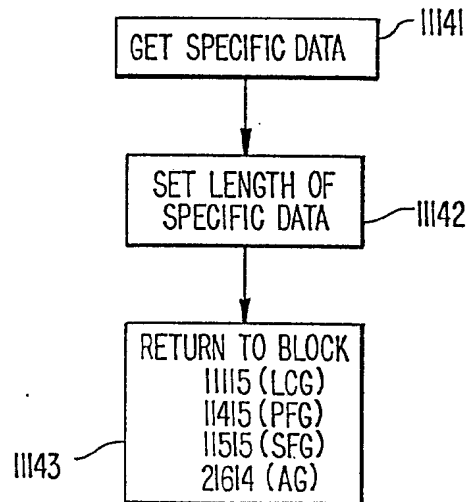 11141
GET SPECIFIC DATA
SET LENGTH OF
SPECIFIC DATA
11142
RETURN TO BLOCK
11115 (LCG)
11415 (PFG)
11515 (SFG)
21614 (AG)
11143